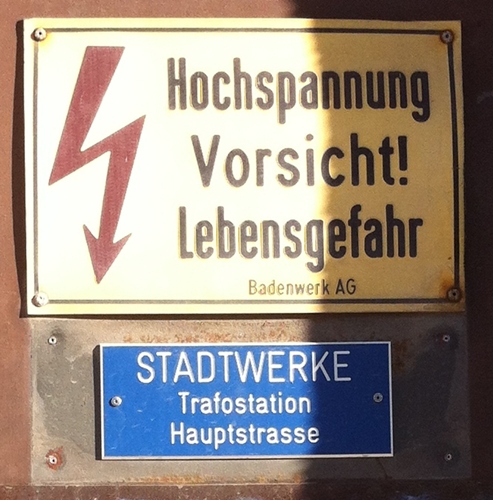 Hochspannung
Vorsicht!
Lebensgefahr
Badenwerk AG
STADTWERKE
Trafostation
Hauptstrasse